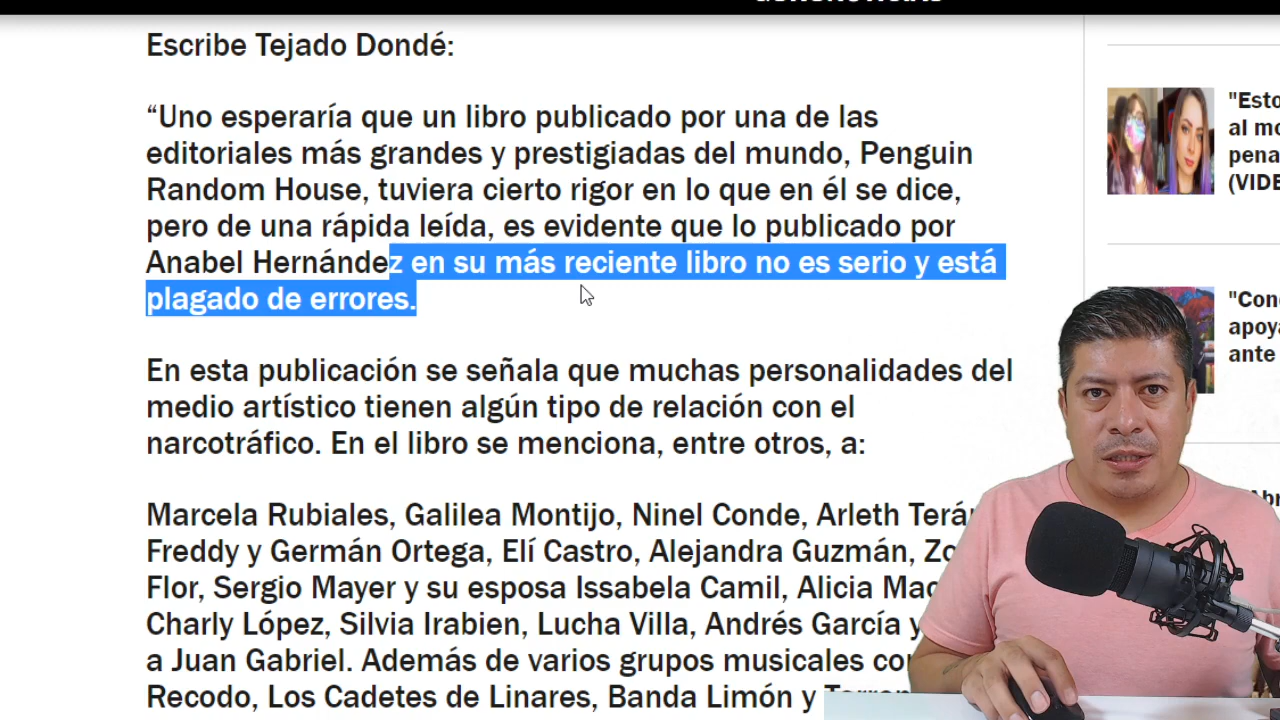 Escribe Tejado Dondé:
“Uno esperaría que un libro publicado por una de las
editoriales más grandes y prestigiadas del mundo, Penguin
Random House, tuviera cierto rigor en lo que en él se dice,
pero de una rápida leída, es evidente que lo publicado por
Anabel Hernández en su más reciente libro no es serio y está
plagado de errores.
En esta publicación se señala que muchas personalidades del
medio artístico tienen algún tipo de relación con el
narcotráfico. En el libro se menciona, entre otros, a:
Marcela Rubiales, Galilea Montijo, Ninel Conde, Arleth
Freddy y Germán Ortega, Elí Castro, Alejandra Guzmán,
Flor, Sergio Mayer y su esposa Issabela Camil, Alicia
Charly López, Silvia Irabien, Lucha Villa, Andrés García y
a Juan Gabriel. Además de varios grupos musicales
Recodo, Los Cadetes de Linares, Banda Limón y
"Esto
al
pena
(VIDE
apoya
ante